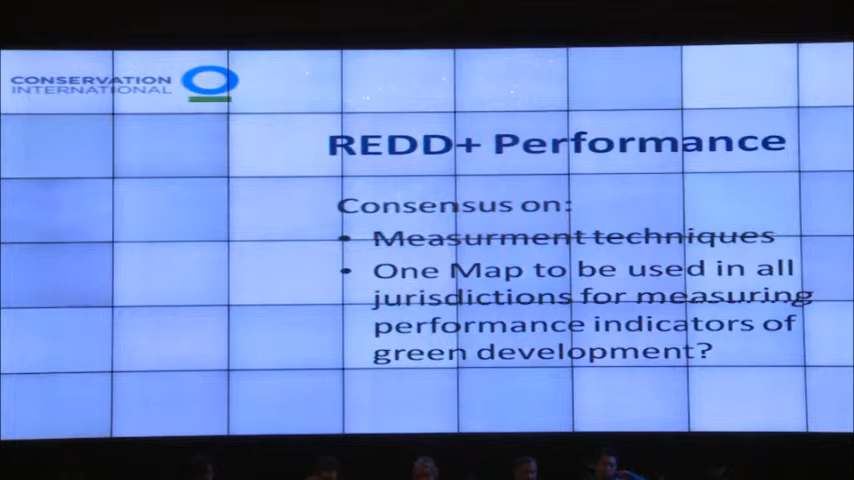 CONSERVATION
INTERNATIONAL
REDD+ Performance
Consensus on:
• Measurment techniques
• One Map to be used in all
jurisdictions for measuring
performance indicators of
green development?